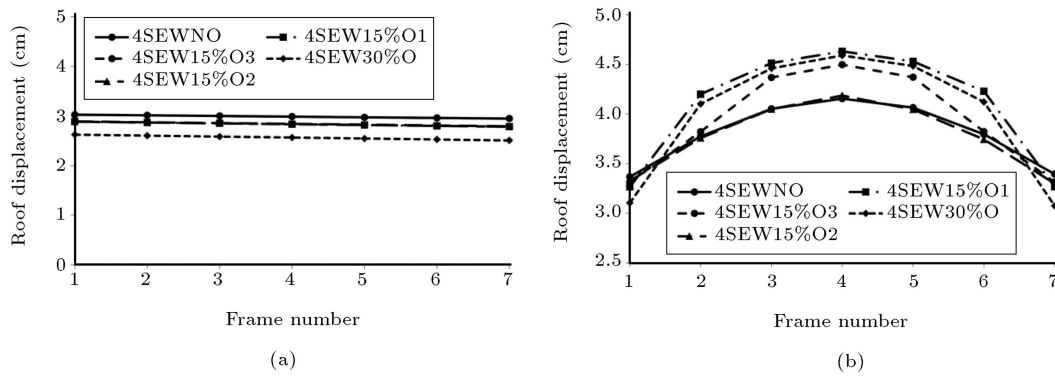 Roof displacement (cm)
5
4
3
2
1
0
4SEWNO
4SEW15%O1
4SEW15%O3
4SEW30%O
4SEW15%O2
1 2 3 4 5 6 7
Frame number
(a)
Roof displacement (cm)
5.0
4.5
4.0
3.5
3.0
2.5
4SEWNO
4SEW15%O1
4SEW15%O3
4SEW30%O
4SEW15%O2
1 2 3 4 5 6 7
Frame number
(b)